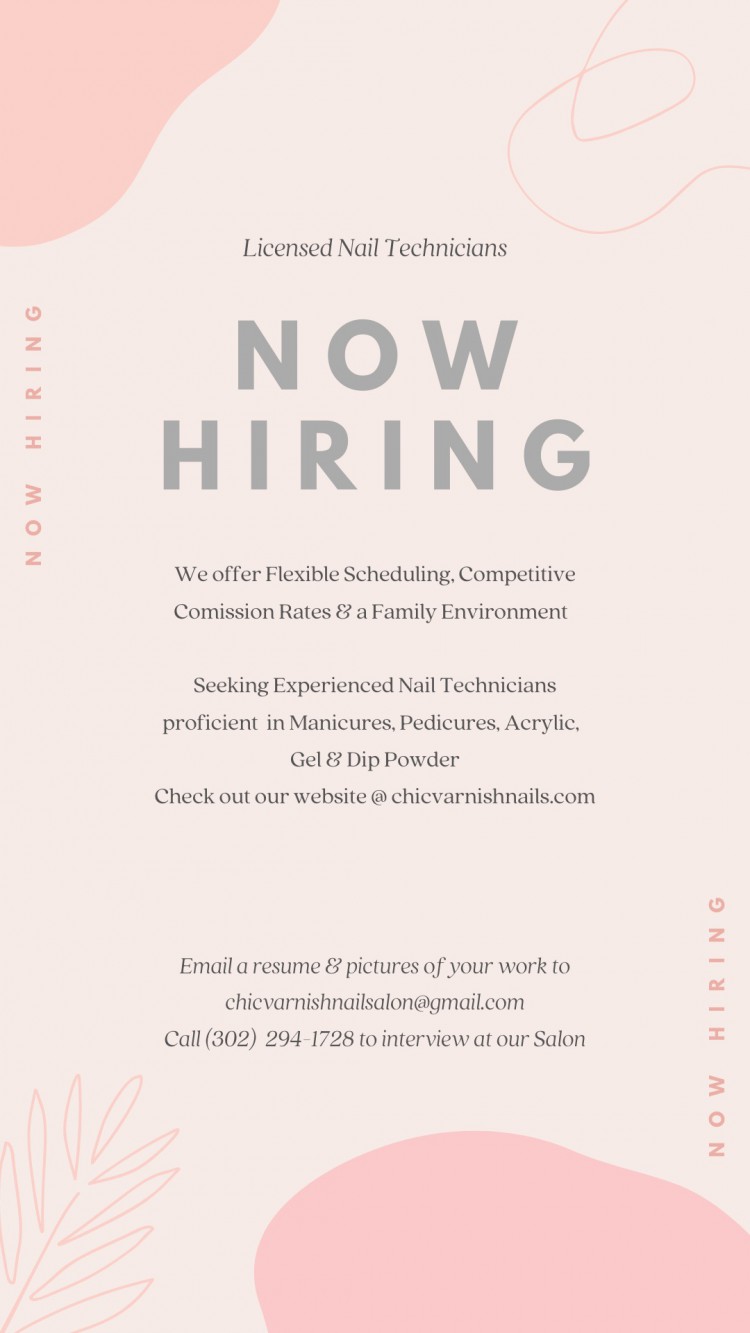 Licensed Nail Technicians
NOW HIRING
NOW
HIRING
We offer Flexible Scheduling, Competitive
Comission Rates & a Family Environment
Seeking Experienced Nail Technicians
proficient in Manicures, Pedicures, Acrylic,
Gel & Dip Powder
Check out our website @ chicvarnishnails.com
NOW HIRING
Email a resume & pictures of your work to
chicvarnishnailsalon@gmail.com
Call (302) 294-1728 to interview at our Salon